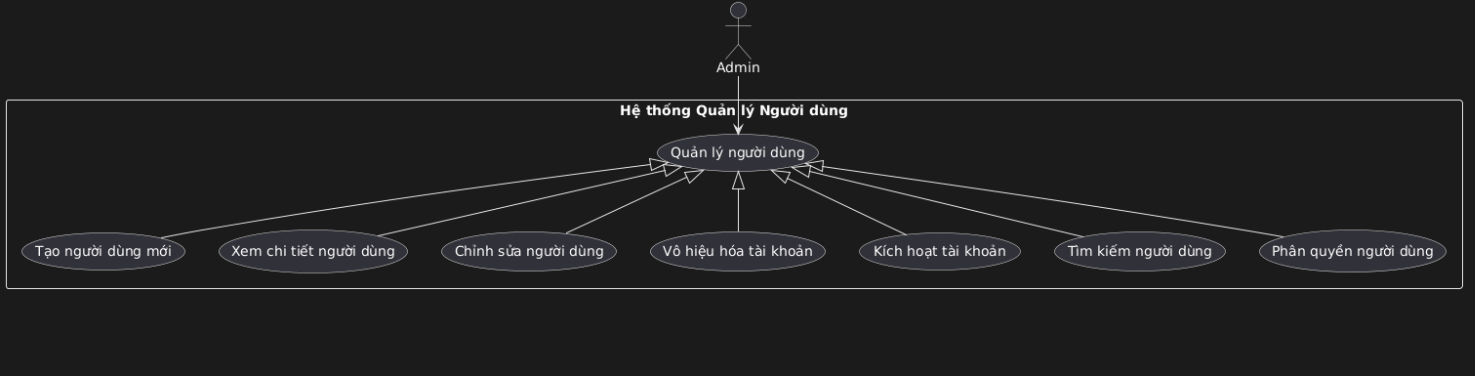 Admin
Hệ thống Quản lý Người dùng
Quản lý người dùng
Tạo người dùng mới
Xem chi tiết người dùng
Chỉnh sửa người dùng
Vô hiệu hóa tài khoản
Kích hoạt tài khoản
Tìm kiếm người dùng
Phân quyền người dùng